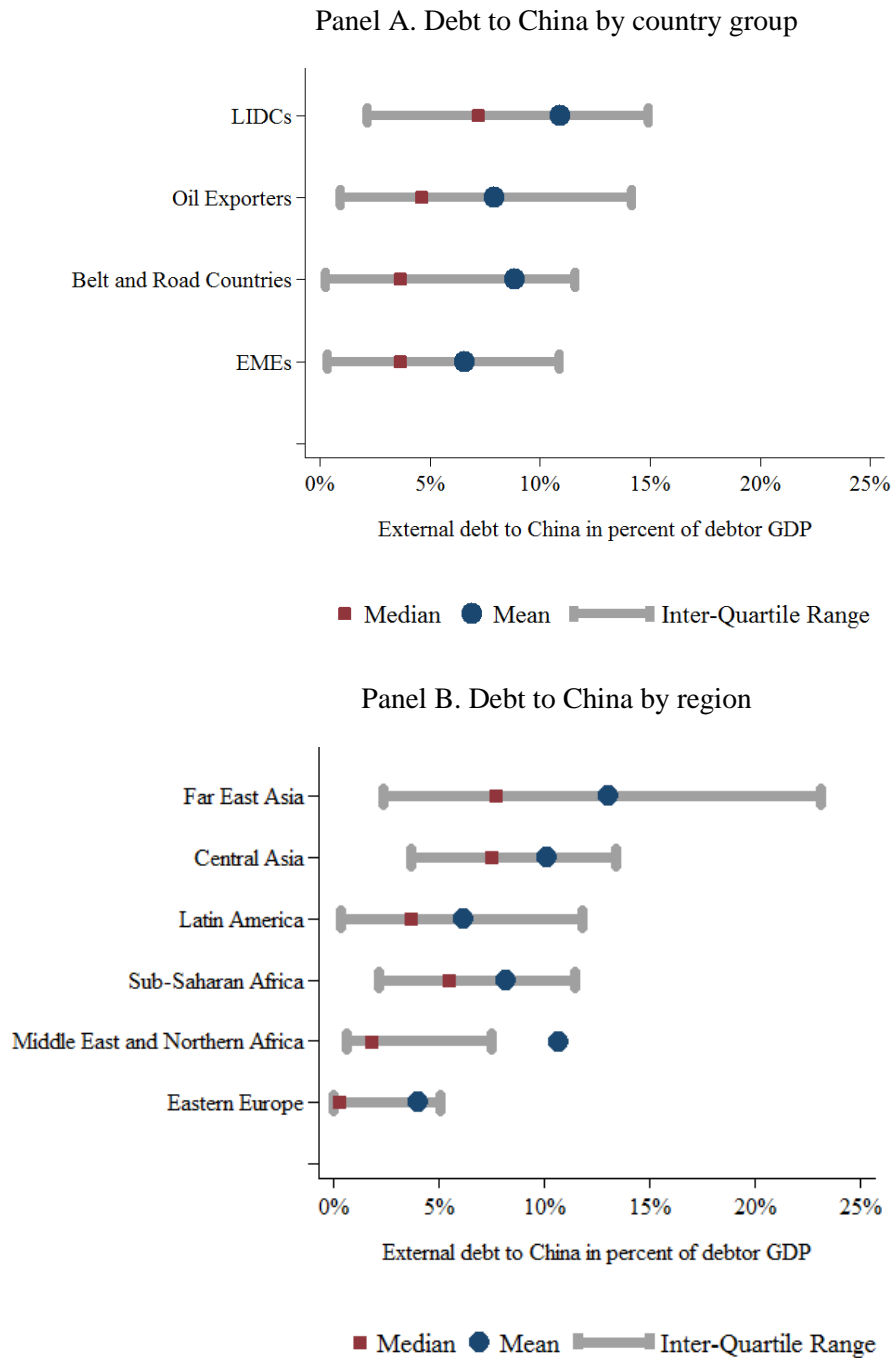 Panel A. Debt to China by country group
LIDCs
Oil Exporters
Belt and Road Countries
EMEs
0% 5% 10% 15% 20% 25%
External debt to China in percent of debtor GDP
Median Mean Inter-Quartile Range
Panel B. Debt to China by region
Far East Asia
Central Asia
Latin America
Sub-Saharan Africa
Middle East and Northern Africa
Eastern Europe
0% 5% 10% 15% 20% 25%
External debt to China in percent of debtor GDP
Median Mean Inter-Quartile Range